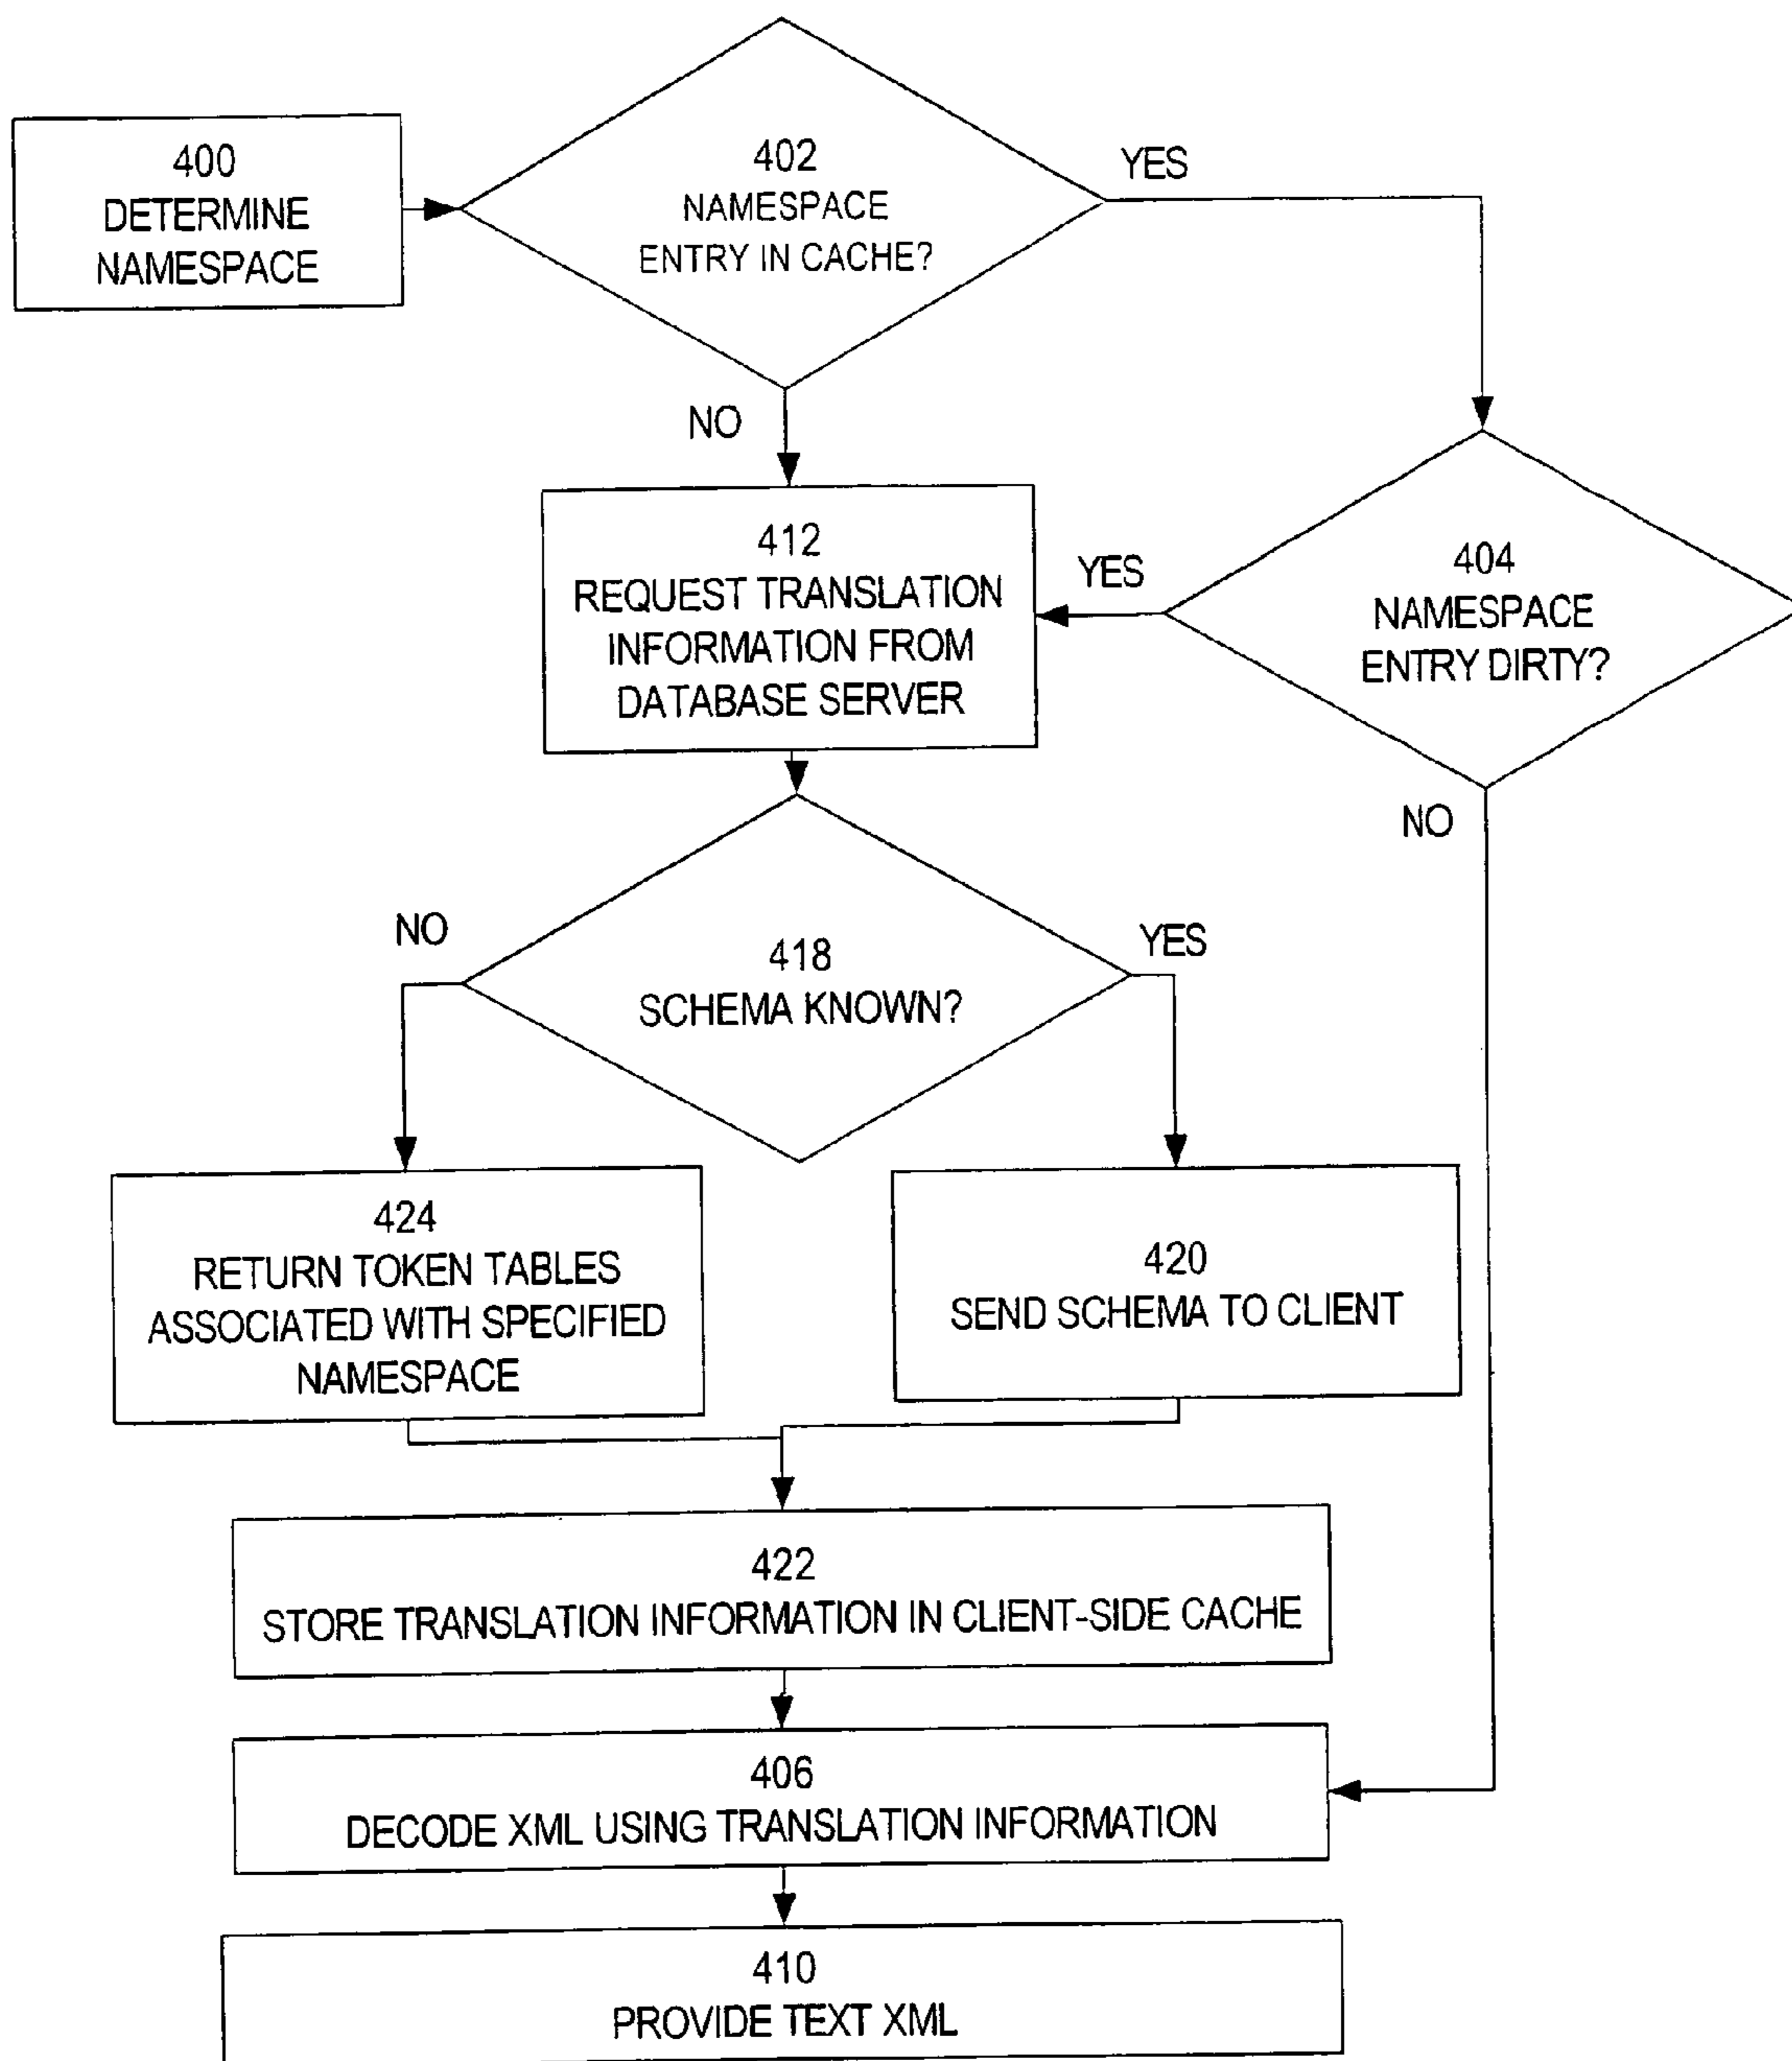 400
DETERMINE
NAMESPACE
402
NAMESPACE
ENTRY IN CACHE?
YES
NO
412
REQUEST TRANSLATION
INFORMATION FROM
DATABASE SERVER
YES
404
NAMESPACE
ENTRY DIRTY?
NO
418
SCHEMA KNOWN?
NO
YES
424
RETURN TOKEN TABLES
ASSOCIATED WITH SPECIFIED
NAMESPACE
420
SEND SCHEMA TO CLIENT
422
STORE TRANSLATION INFORMATION IN CLIENT-SIDE CACHE
406
DECODE XML USING TRANSLATION INFORMATION
410
PROVIDE TEXT XML